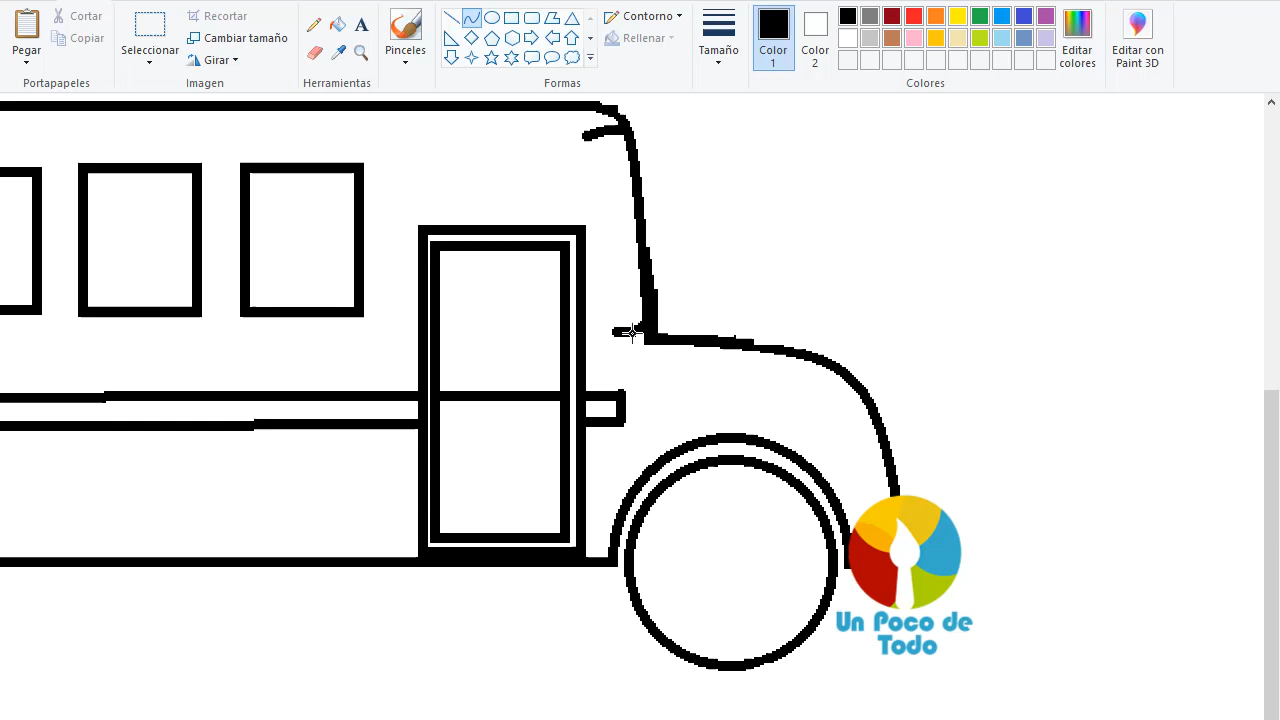 Pegar
Cortar
Copiar
Portapapeles
Seleccionar
Recortar
Cambiar tamaño
Girar
Imagen
A
Herramientas
Pinceles
Contorno
Rellenar
Formas
Tamaño
Color
1
Color
2
Editar
colores
Colores
Editar con
Paint 3D
Un Poco de
Todo